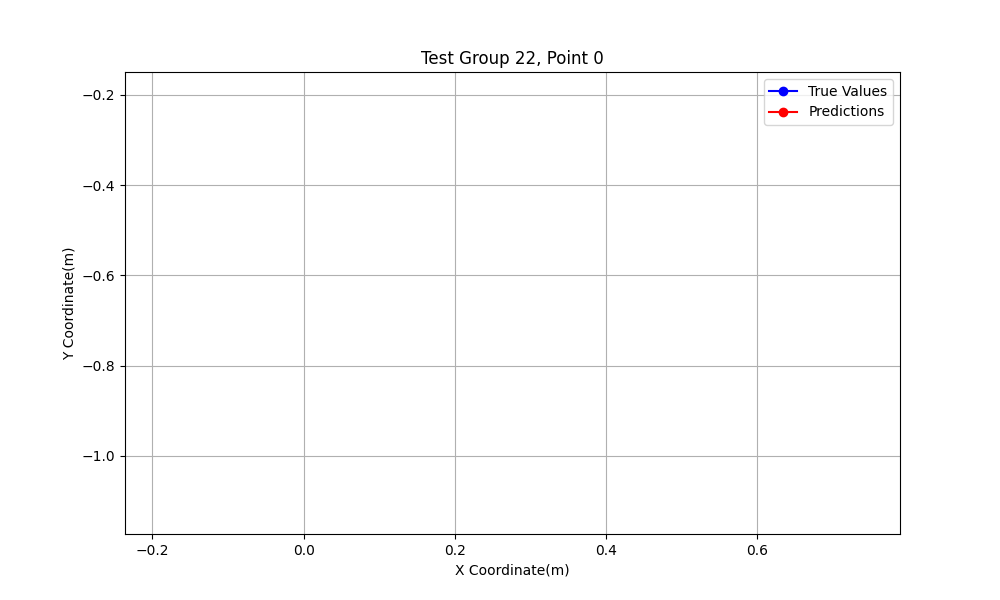 Test Group 22, Point 0
True Values
Predictions
−0.2
−0.4
−0.6
−0.8
−1.0
Y Coordinate(m)
−0.2 0.0 0.2 0.4 0.6
X Coordinate(m)